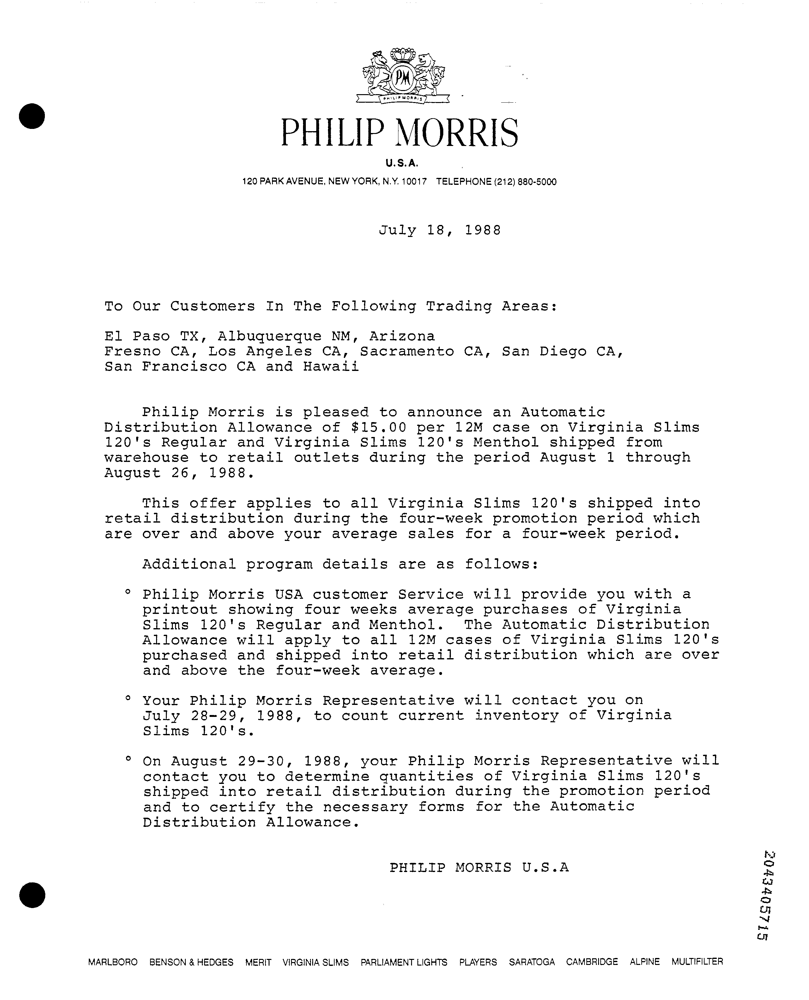 PM
PHILIP MORRIS
PHILIP MORRIS
U.S.A.
120 PARK AVENUE, NEW YORK, N.Y. 10017 TELEPHONE (212) 880-5000
July 18, 1988
To Our Customers In The Following Trading Areas:
El Paso TX, Albuquerque NM, Arizona
Fresno CA, Los Angeles CA, Sacramento CA, San Diego CA,
San Francisco CA and Hawaii
Philip Morris is pleased to announce an Automatic
Distribution Allowance of $15.00 per 12M case on Virginia Slims
120's Regular and Virginia Slims 120's Menthol shipped from
warehouse to retail outlets during the period August 1 through
August 26, 1988.
This offer applies to all Virginia Slims 120's shipped into
retail distribution during the four-week promotion period which
are over and above your average sales for a four-week period.
Additional program details are as follows:
° Philip Morris USA customer Service will provide you with a
printout showing four weeks average purchases of Virginia
Slims 120's Regular and Menthol. The Automatic Distribution
Allowance will apply to all 12M cases of Virginia Slims 120's
purchased and shipped into retail distribution which are over
and above the four-week average.
° Your Philip Morris Representative will contact you on
July 28-29, 1988, to count current inventory of Virginia
Slims 120's.
° On August 29-30, 1988, your Philip Morris Representative will
contact you to determine quantities of Virginia Slims 120's
shipped into retail distribution during the promotion period
and to certify the necessary forms for the Automatic
Distribution Allowance.
PHILIP MORRIS U.S.A
2043405715
MARLBORO BENSON & HEDGES MERIT VIRGINIA SLIMS PARLIAMENT LIGHTS PLAYERS SARATOGA CAMBRIDGE ALPINE MULTIFILTER